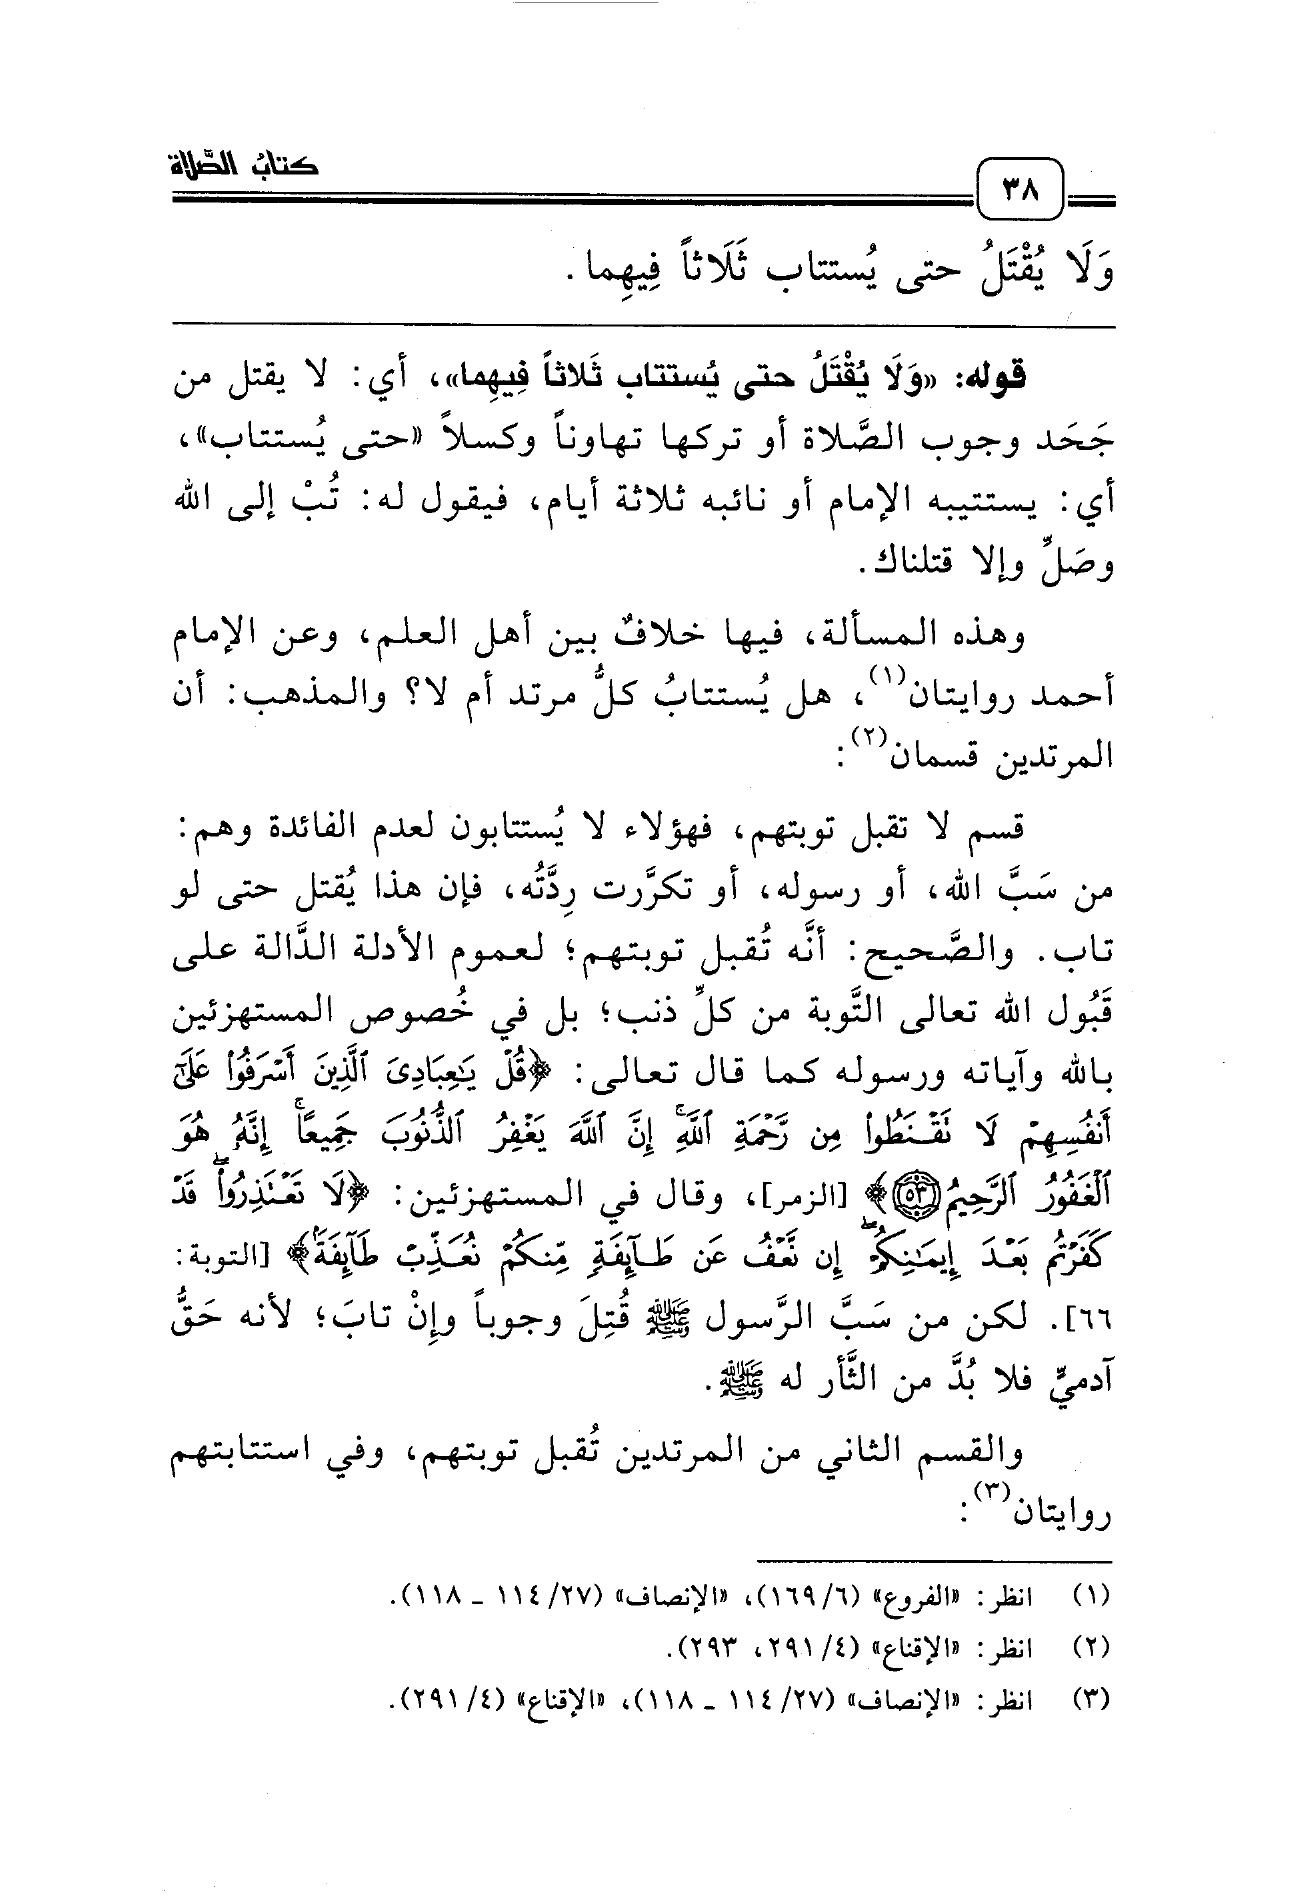 كتابُ الصَّلاة
٣٨
وَلَا يُقْتَلُ حتى يُستتاب ثَلَاثاً فِيهِما.
قوله: «وَلَا يُقْتَلُ حتى يُستتاب ثَلاثاً فِيهِما»، أي: لا يقتل من
جَحَد وجوب الصَّلاة أو تركها تهاوناً وكسلاً «حتى يُستتاب»،
أي: يستتيبه الإمام أو نائبه ثلاثة أيام، فيقول له: تُبْ إلى الله
وصَلِّ وإلا قتلناك.
وهذه المسألة، فيها خلافٌ بين أهل العلم، وعن الإمام
أحمد روايتان(١)، هل يُستتابُ كلُّ مرتد أم لا؟ والمذهب: أن
المرتدين قسمان(٢):
قسم لا تقبل توبتهم، فهؤلاء لا يُستتابون لعدم الفائدة وهم:
من سَبَّ الله، أو رسوله، أو تكرَّرت رِدَّتُه، فإن هذا يُقتل حتى لو
تاب. والصَّحيح: أنَّه تُقبل توبتهم؛ لعموم الأدلة الدَّالة على
قَبُول الله تعالى التَّوبة من كلِّ ذنب؛ بل في خُصوص المستهزئين
بالله وآياته ورسوله كما قال تعالى: ﴿قُلْ يَٰعِبَادِىَ ٱلَّذِينَ أَسْرَفُوا۟ عَلَىٰٓ
أَنفُسِهِمْ لَا تَقْنَطُوا۟ مِن رَّحْمَةِ ٱللَّهِ ۚ إِنَّ ٱللَّهَ يَغْفِرُ ٱلذُّنُوبَ جَمِيعًا ۚ إِنَّهُۥ هُوَ
ٱلْغَفُورُ ٱلرَّحِيمُ ٥٣﴾ [الزمر]، وقال في المستهزئين: ﴿لَا تَعْتَذِرُوا۟ ۖ قَدْ
كَفَرْتُم بَعْدَ إِيمَٰنِكُمْ ۚ إِن نَّعْفُ عَن طَآئِفَةٍ مِّنكُمْ نُعَذِّبْ طَآئِفَةً﴾ [التوبة:
٦٦]. لكن من سَبَّ الرَّسول ﷺ قُتِلَ وجوباً وإِنْ تابَ؛ لأنه حَقُّ
آدميٍّ فلا بُدَّ من الثَّأر له ﷺ.
والقسم الثاني من المرتدين تُقبل توبتهم، وفي استتابتهم
روايتان(٣):
(١) انظر: «الفروع» (١٦٩/٦)، «الإنصاف» (١١٤/٢٧ ـ ١١٨).
(٢) انظر: «الإقناع» (٢٩١/٤، ٢٩٣).
(٣) انظر: «الإنصاف» (١١٤/٢٧ ـ ١١٨)، «الإقناع» (٢٩١/٤).